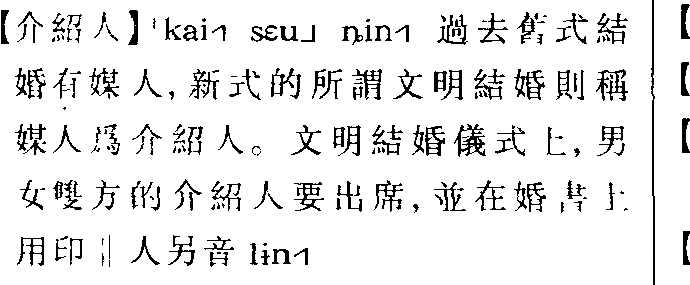 【介紹人】ˈkai˧ sɛu˩ ȵin˧ 過去舊式結
婚有媒人，新式的所謂文明結婚則稱
媒人爲介紹人。文明結婚儀式上，男
女雙方的介紹人要出席，並在婚書上
用印‖人另音 lin˧